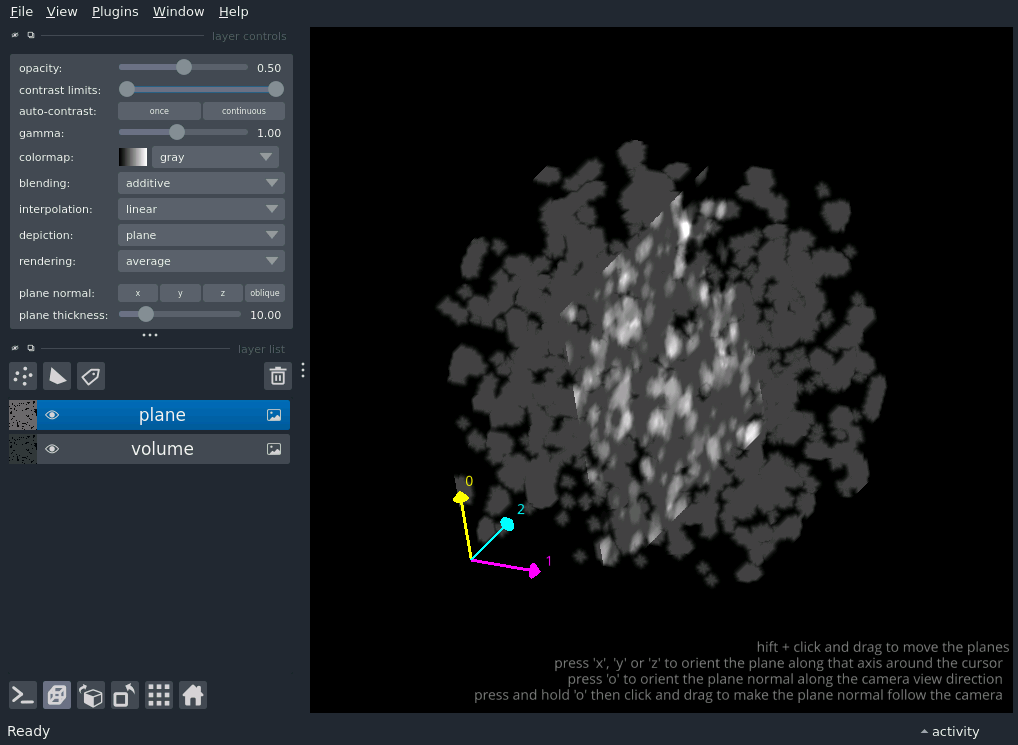 File View Plugins Window Help
layer controls
opacity: 0.50
contrast limits:
auto-contrast: once continuous
gamma: 1.00
colormap: gray
blending: additive
interpolation: linear
depiction: plane
rendering: average
plane normal: x y z oblique
plane thickness: 10.00
layer list
plane
volume
0
2
1
hift + click and drag to move the planes
press 'x', 'y' or 'z' to orient the plane along that axis around the cursor
press 'o' to orient the plane normal along the camera view direction
press and hold 'o' then click and drag to make the plane normal follow the camera
Ready activity